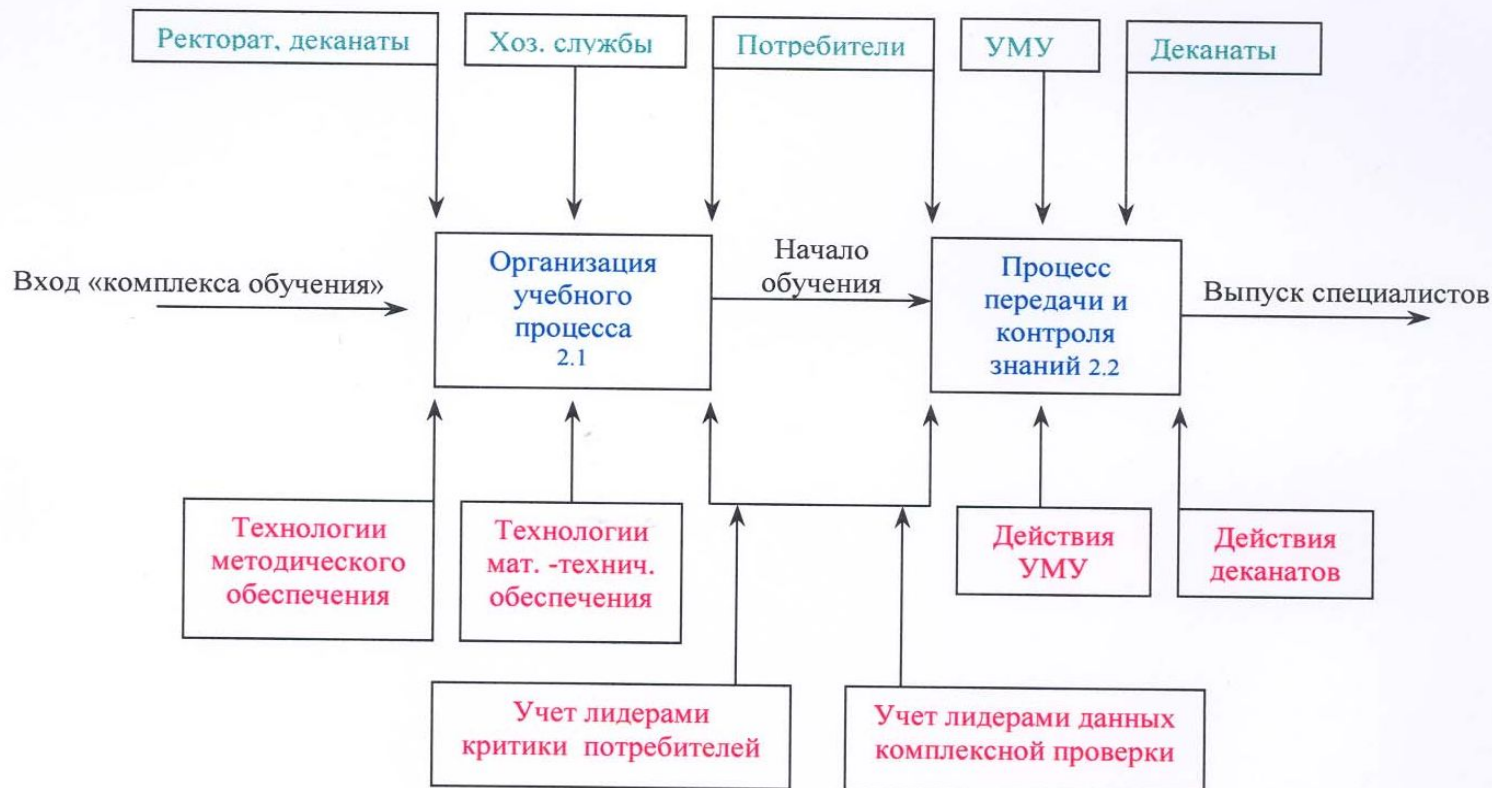 Ректорат, деканаты
Хоз. службы
Потребители
УМУ
Деканаты
Вход «комплекса обучения»
Организация
учебного
процесса
2.1
Начало
обучения
Процесс
передачи и
контроля
знаний 2.2
Выпуск специалистов
Технологии
методического
обеспечения
Технологии
мат. -технич.
обеспечения
Действия
УМУ
Действия
деканатов
Учет лидерами
критики потребителей
Учет лидерами данных
комплексной проверки